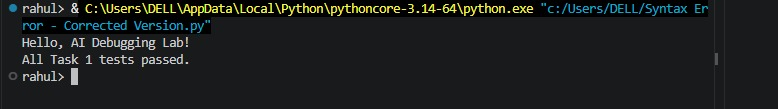 rahul> & C:\Users\DELL\AppData\Local\Python\pythoncore-3.14-64\python.exe "c:/Users/DELL/Syntax Er
ror - Corrected Version.py"
Hello, AI Debugging Lab!
All Task 1 tests passed.
rahul>